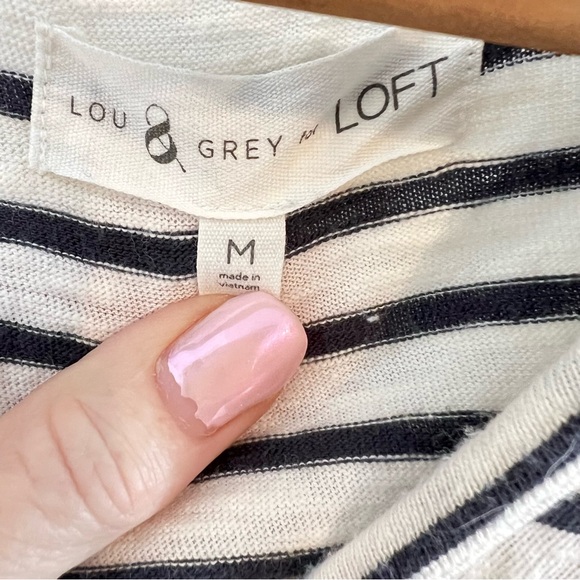 LOU & GREY for LOFT
M
made in
vietnam